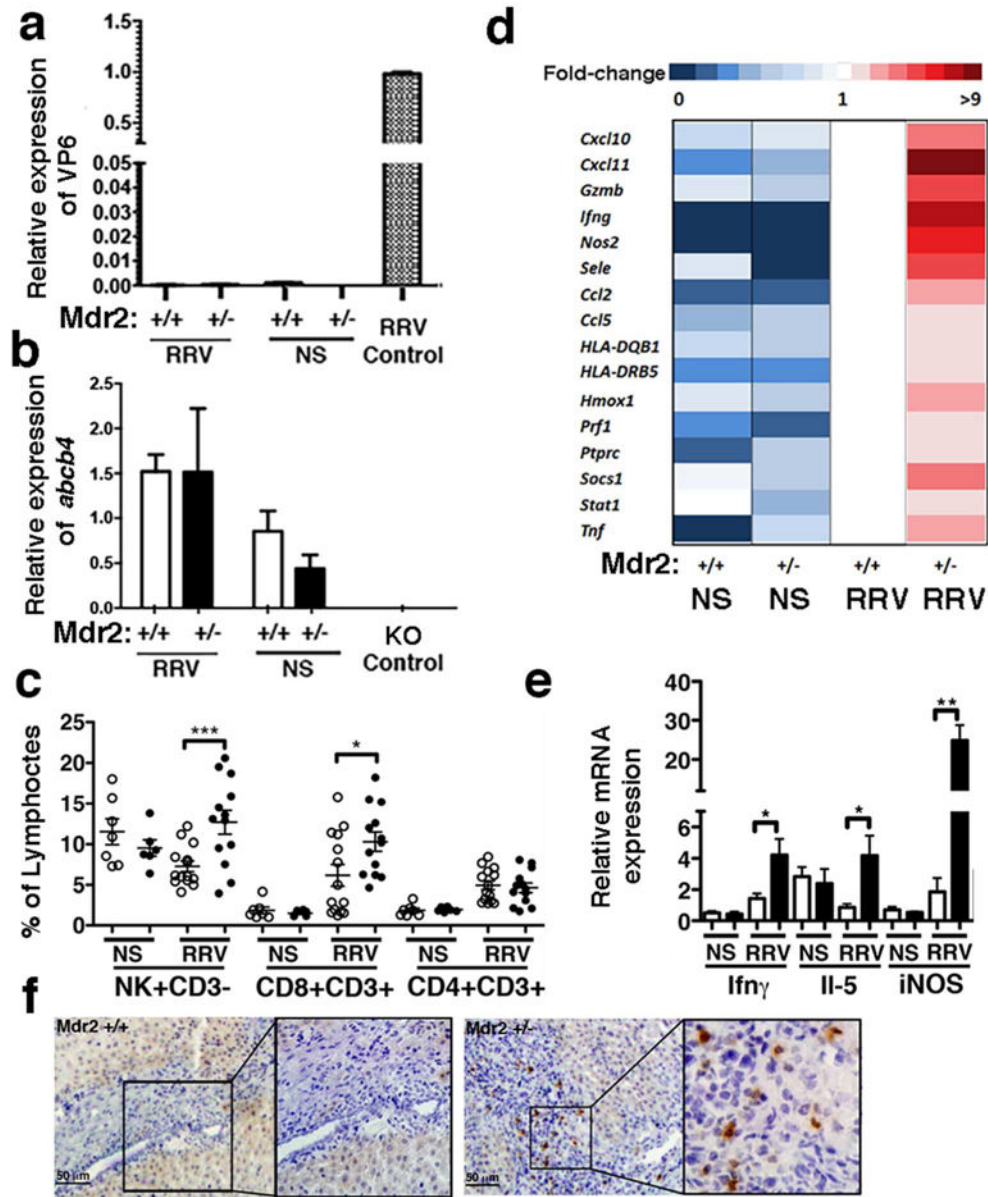 a
Relative expression of VP6
1.5
1.0
0.5
0.05
0.04
0.03
0.02
0.01
0.00
Mdr2: +/+ +/- +/+ +/- RRV Control
RRV NS
b
Relative expression of abcb4
2.5
2.0
1.5
1.0
0.5
0.0
Mdr2: +/+ +/- +/+ +/- KO Control
RRV NS
c
% of Lymphoctes
25
20
15
10
5
0
*** *
NS RRV NS RRV NS RRV
NK+CD3- CD8+CD3+ CD4+CD3+
d
Fold-change
0 1 >9
Cxcl10
Cxcl11
Gzmb
Ifng
Nos2
Sele
Ccl2
Ccl5
HLA-DQB1
HLA-DRB5
Hmox1
Prf1
Ptprc
Socs1
Stat1
Tnf
Mdr2: +/+ +/- +/+ +/-
NS NS RRV RRV
e
Relative mRNA expression
40
30
20
6
4
2
0
* * **
NS RRV NS RRV NS RRV
Ifnγ Il-5 iNOS
f
Mdr2 +/+
50 µm
Mdr2 +/-
50 µm